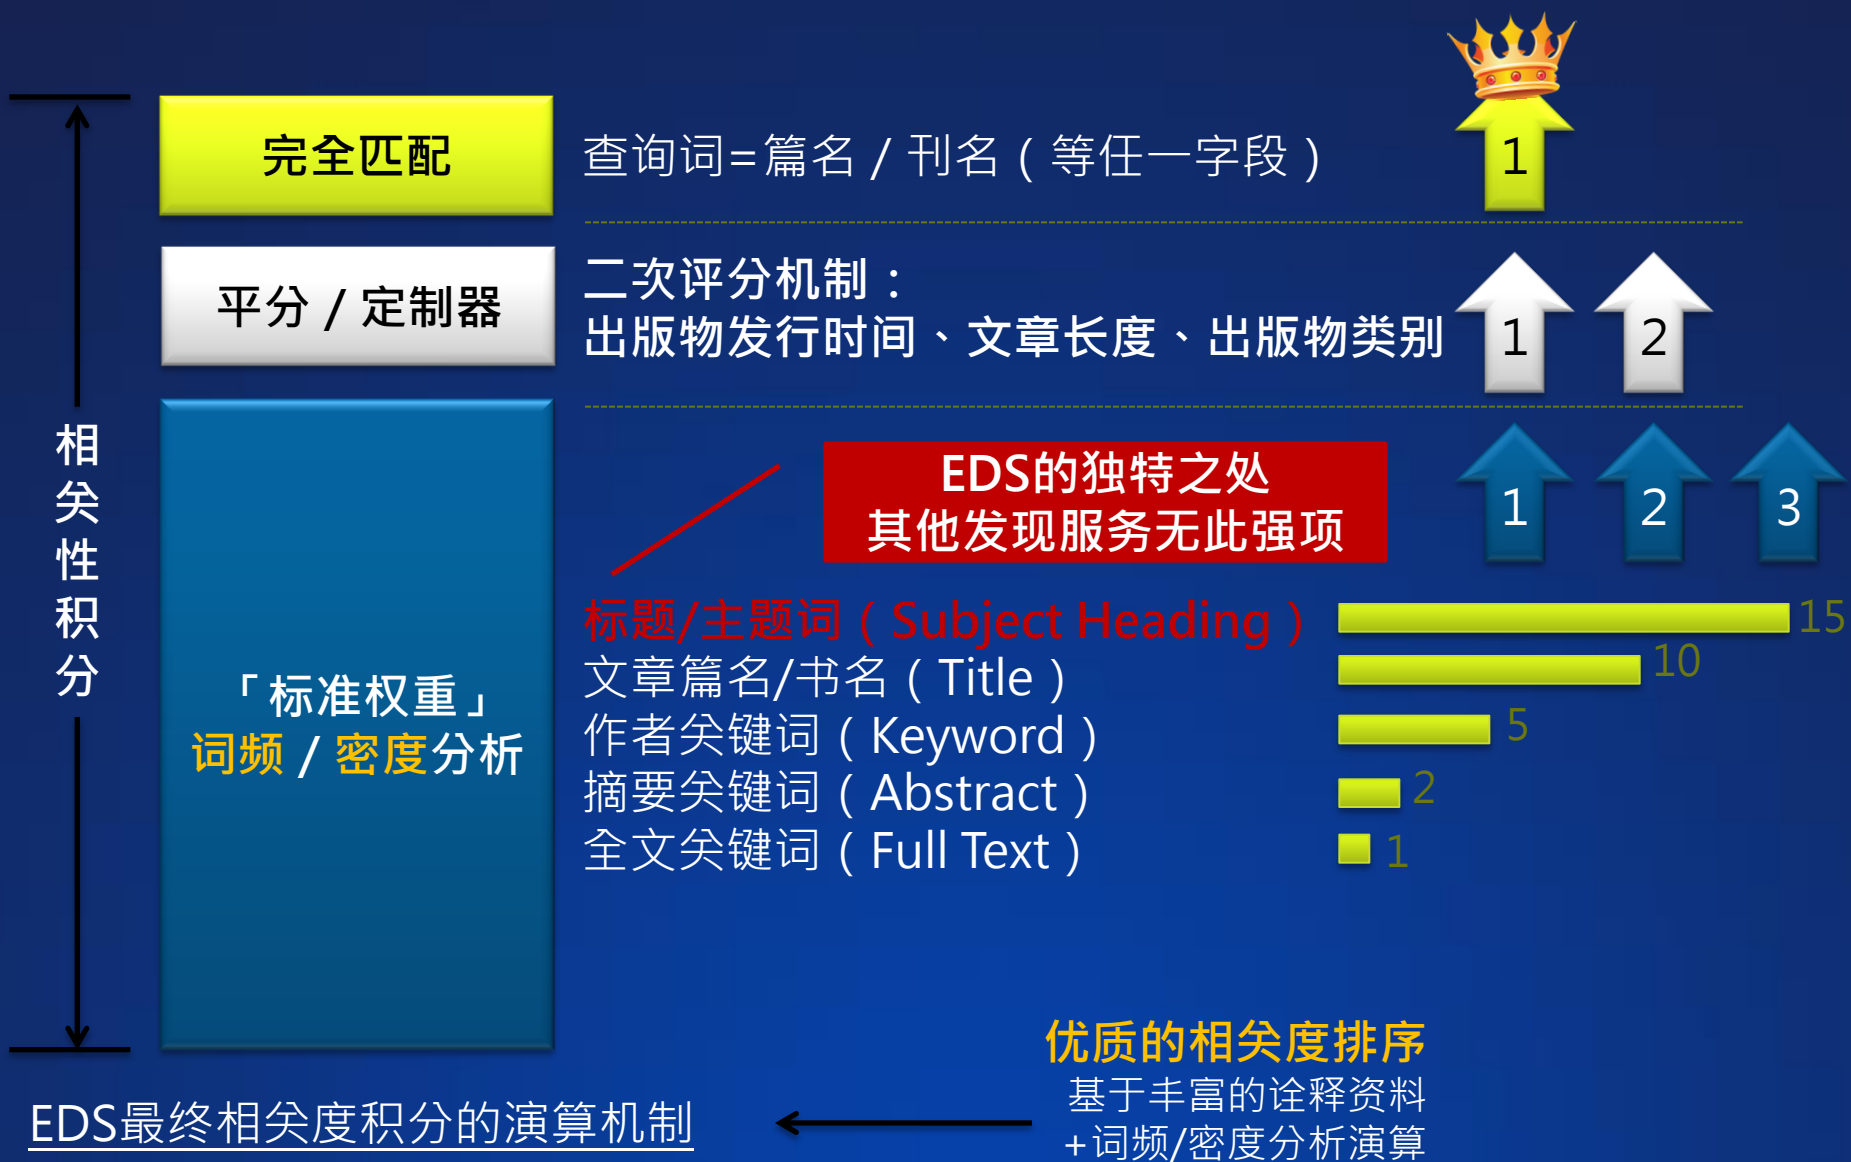 完全匹配
查询词=篇名 / 刊名（等任一字段）
1
平分 / 定制器
二次评分机制：
出版物发行时间、文章长度、出版物类别
1
2
相关性积分
EDS的独特之处
其他发现服务无此强项
1
2
3
「标准权重」
词频 / 密度分析
标题/主题词（Subject Heading）
15
文章篇名/书名（Title）
10
作者关键词（Keyword）
5
摘要关键词（Abstract）
2
全文关键词（Full Text）
1
优质的相关度排序
基于丰富的诠释资料
+词频/密度分析演算
EDS最终相关度积分的演算机制